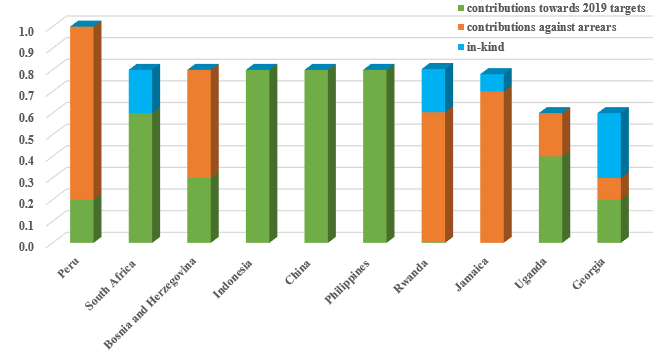 contributions towards 2019 targets
contributions against arrears
in-kind
1.0
0.9
0.8
0.7
0.6
0.5
0.4
0.3
0.2
0.1
0.0
Peru
South Africa
Bosnia and Herzegovina
Indonesia
China
Philippines
Rwanda
Jamaica
Uganda
Georgia